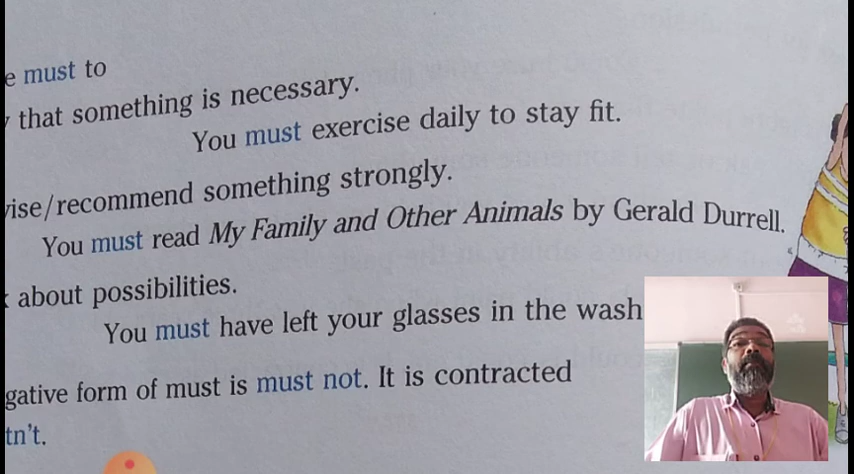 must to
that something is necessary.
You must exercise daily to stay fit.
/recommend something strongly.
You must read My Family and Other Animals by Gerald Durrell.
about possibilities.
You must have left your glasses in the wash
form of must is must not. It is contracted
tn't.